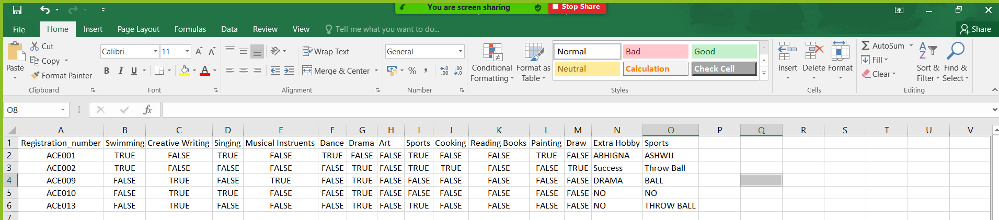 You are screen sharing Stop Share
File Home Insert Page Layout Formulas Data Review View Tell me what you want to do... Share
Cut
Copy
Format Painter
Paste
Clipboard
Calibri 11
B I U A
Font
Wrap Text
Merge & Center
Alignment
General
% , .00
Number
Conditional Formatting
Format as Table
Normal Bad Good
Neutral Calculation Check Cell
Styles
Insert Delete Format
Cells
AutoSum
Fill
Clear
Sort & Filter
Find & Select
Editing
O8 fx
A B C D E F G H I J K L M N O P Q R S T U V
1 Registration_number Swimming Creative Writing Singing Musical Instruents Dance Drama Art Sports Cooking Reading Books Painting Draw Extra Hobby Sports
2 ACE001 TRUE FALSE TRUE FALSE TRUE FALSE FALSE TRUE FALSE FALSE TRUE FALSE ABHIGNA ASHWIJ
3 ACE002 TRUE FALSE FALSE FALSE FALSE TRUE FALSE TRUE TRUE FALSE FALSE TRUE Success Throw Ball
4 ACE009 FALSE TRUE FALSE TRUE FALSE TRUE FALSE FALSE FALSE FALSE FALSE FALSE DRAMA BALL
5 ACE010 FALSE TRUE TRUE FALSE FALSE TRUE FALSE FALSE FALSE FALSE FALSE FALSE NO NO
6 ACE013 FALSE TRUE FALSE FALSE FALSE TRUE FALSE TRUE FALSE FALSE FALSE FALSE NO THROW BALL
7